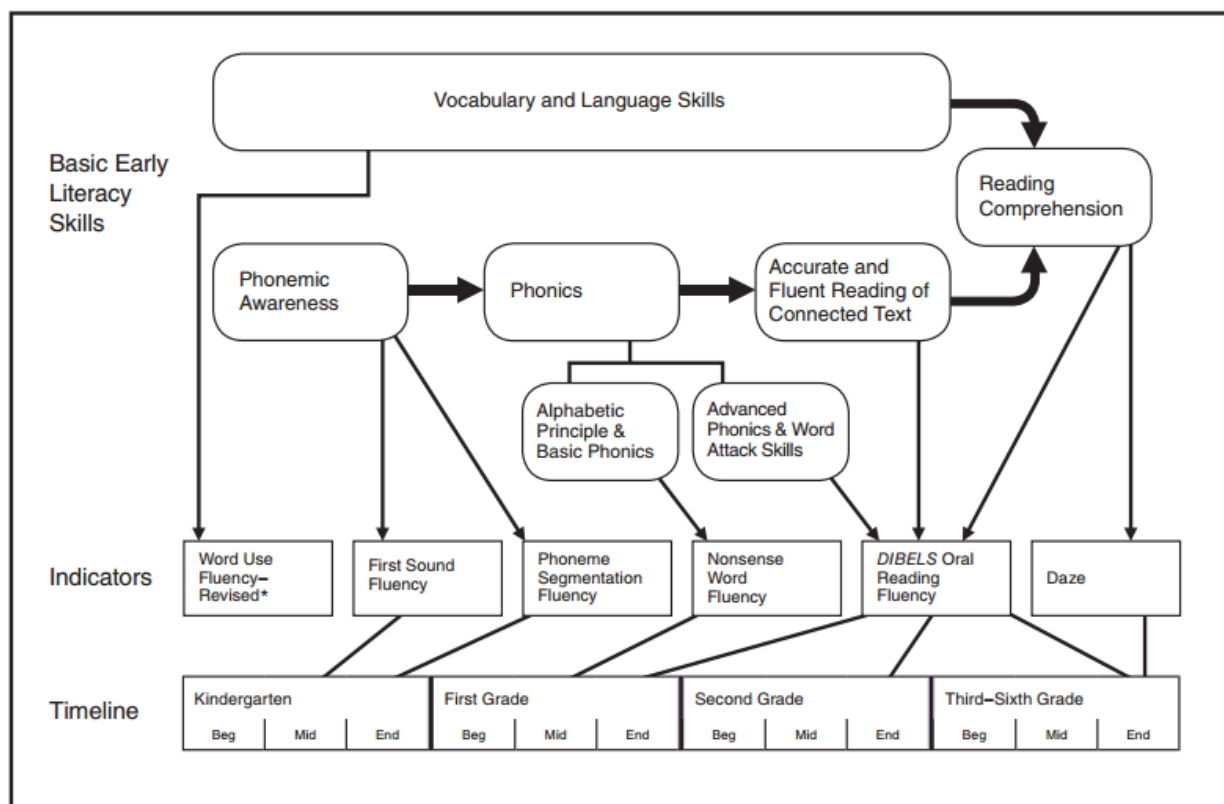 Vocabulary and Language Skills
Basic Early
Literacy
Skills
Reading
Comprehension
Phonemic
Awareness
Phonics
Accurate and
Fluent Reading of
Connected Text
Alphabetic
Principle &
Basic Phonics
Advanced
Phonics & Word
Attack Skills
Indicators
Word Use
Fluency–
Revised*
First Sound
Fluency
Phoneme
Segmentation
Fluency
Nonsense
Word
Fluency
DIBELS Oral
Reading
Fluency
Daze
Timeline
Kindergarten
Beg Mid End
First Grade
Beg Mid End
Second Grade
Beg Mid End
Third–Sixth Grade
Beg Mid End